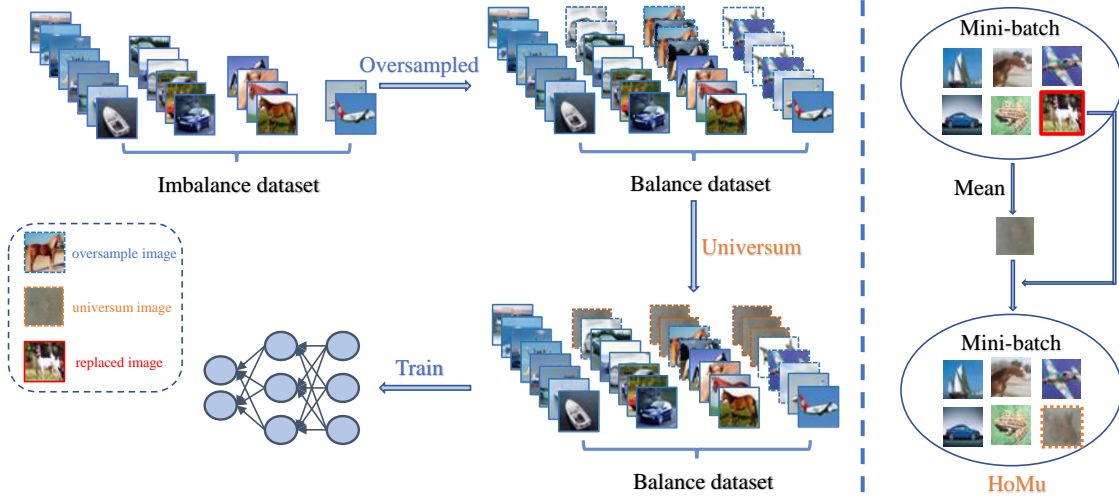 Oversampled
Imbalance dataset
Balance dataset
Universum
oversample image
universum image
replaced image
Train
Balance dataset
Mini-batch
Mean
Mini-batch
HoMu